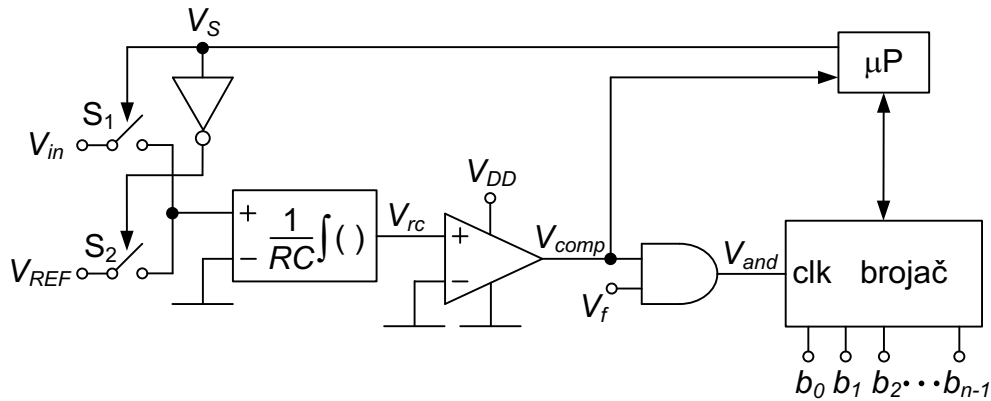 V_S
μP
S_1
V_in
V_DD
+
-
1/RC ∫( )
V_rc
+
-
V_comp
S_2
V_REF
V_f
V_and
clk brojač
b_0 b_1 b_2 ••• b_n-1